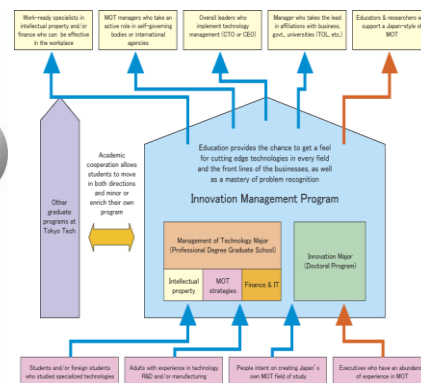 Work-ready specialists in
intellectual property and/or
finance who can be effective
in the workplace
MOT managers who take an
active role in self-governing
bodies or international
agencies
Overall leaders who
implement technology
management (CTO or CEO)
Manager who takes the lead
in affiliations with business,
govt., universities (TOL, etc.)
Educators & researchers w
support a Japan-style of
MOT
Education provides the chance to get a feel
for cutting edge technologies in every field
and the front lines of the businesses, as well
as a mastery of problem recognition
Innovation Management Program
Academic
cooperation allows
students to move
in both directions
and minor or
enrich their own
program
Other
graduate
programs at
Tokyo Tech
Management of Technology Major
(Professional Degree Graduate School)
Intellectual
property
MOT
strategies
Finance & IT
Innovation Major
(Doctoral Program)
Students and/or foreign students
who studied specialized technologies
Adults with experience in technology
R&D and/or manufacturing
People intent on creating Japan's
own MOT field of study
Executives who have an abundan
of experience in MOT